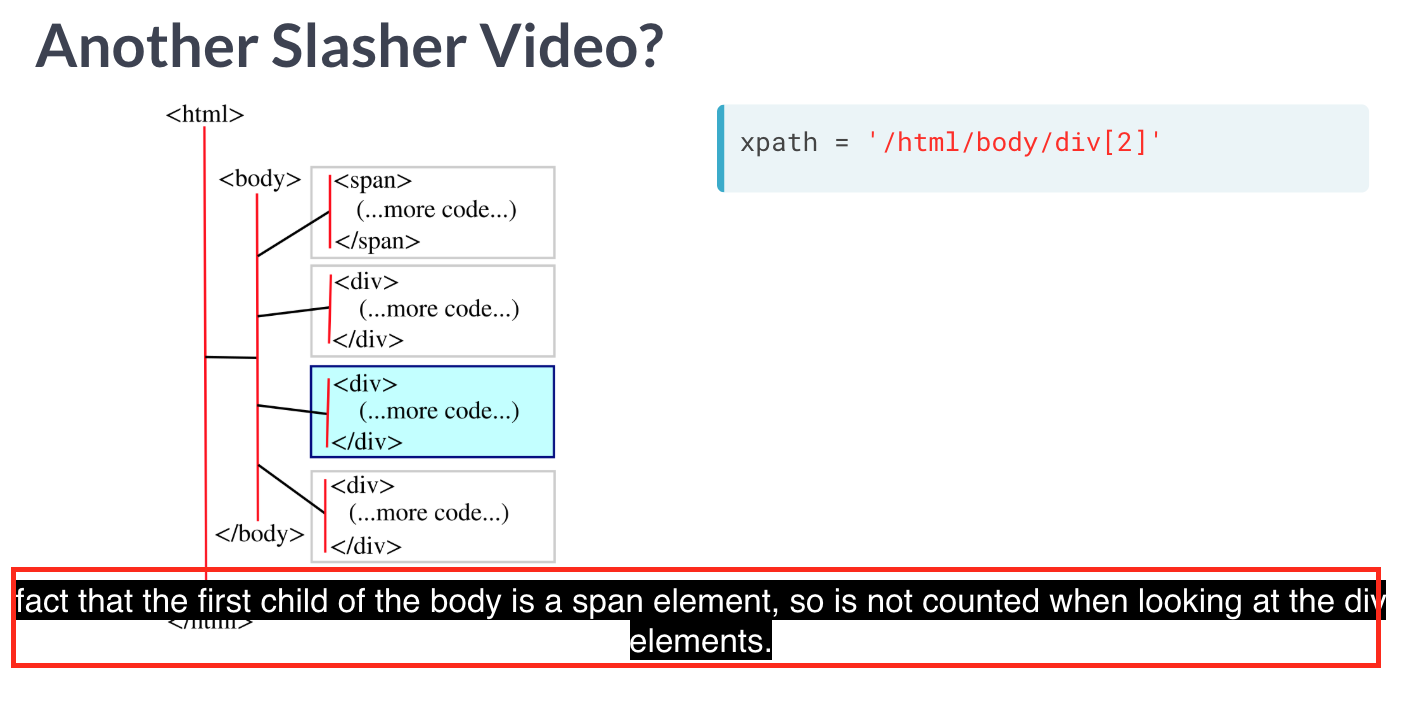 Another Slasher Video?
<html>
<body>
<span>
(...more code...)
</span>
<div>
(...more code...)
</div>
<div>
(...more code...)
</div>
<div>
(...more code...)
</div>
</body>
</html>
xpath = '/html/body/div[2]'
fact that the first child of the body is a span element, so is not counted when looking at the div
elements.